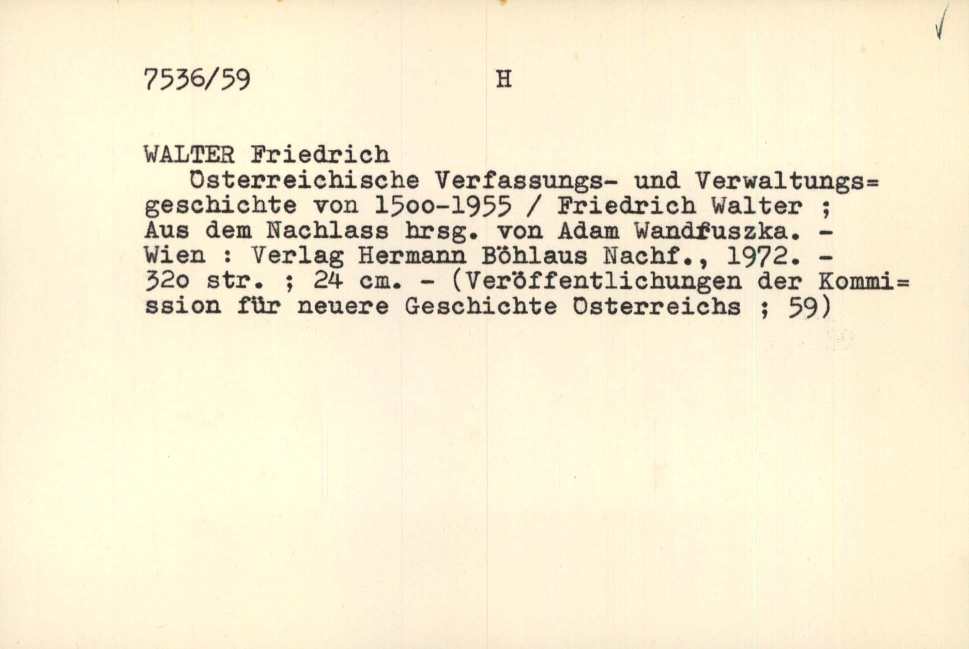 7536/59 H
WALTER Friedrich
Österreichische Verfassungs- und Verwaltungs=
geschichte von 15oo-1955 / Friedrich Walter ;
Aus dem Nachlass hrsg. von Adam Wandfuszka. -
Wien : Verlag Hermann Böhlaus Nachf., 1972. -
32o str. ; 24 cm. - (Veröffentlichungen der Kommi=
ssion für neuere Geschichte Österreichs ; 59)